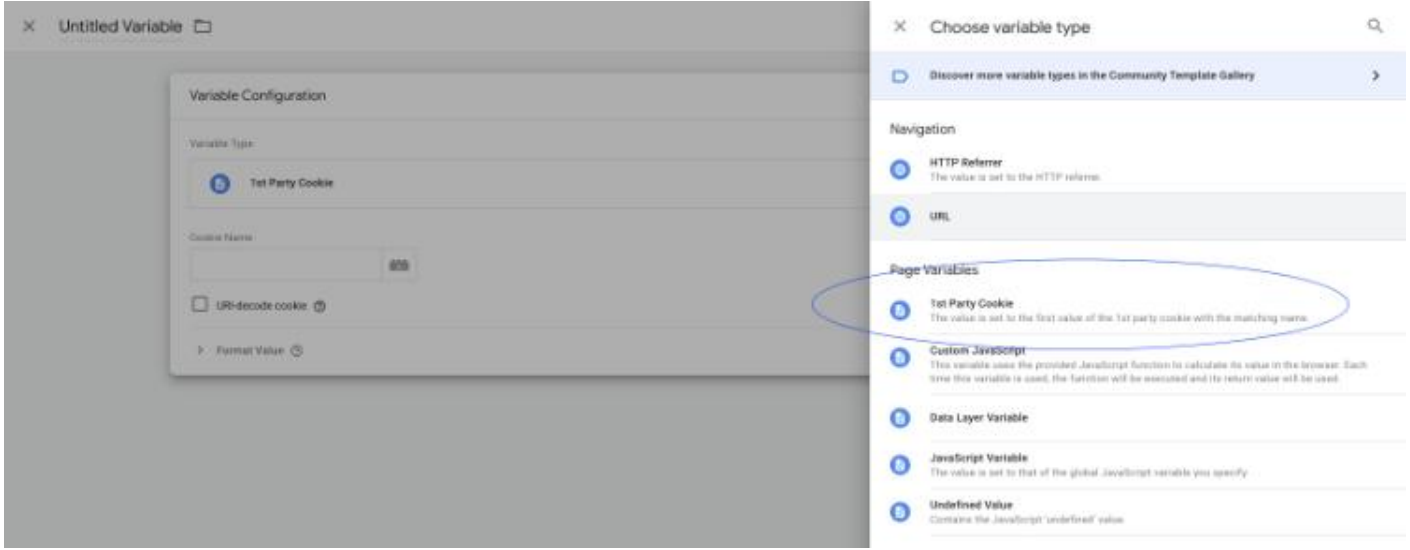 Untitled Variable
Variable Configuration
Variable Type
1st Party Cookie
Cookie Name
URI-decode cookie
Format Value
Choose variable type
Discover more variable types in the Community Template Gallery
Navigation
HTTP Referrer
The value is set to the HTTP referrer.
URL
Page Variables
1st Party Cookie
The value is set to the first value of the 1st party cookie with the matching name.
Custom JavaScript
This variable uses the provided JavaScript function to calculate its value in the browser. Each
time this variable is used, the function will be executed and its return value will be used.
Data Layer Variable
JavaScript Variable
The value is set to that of the global JavaScript variable you specify.
Undefined Value
Contains the JavaScript 'undefined' value.